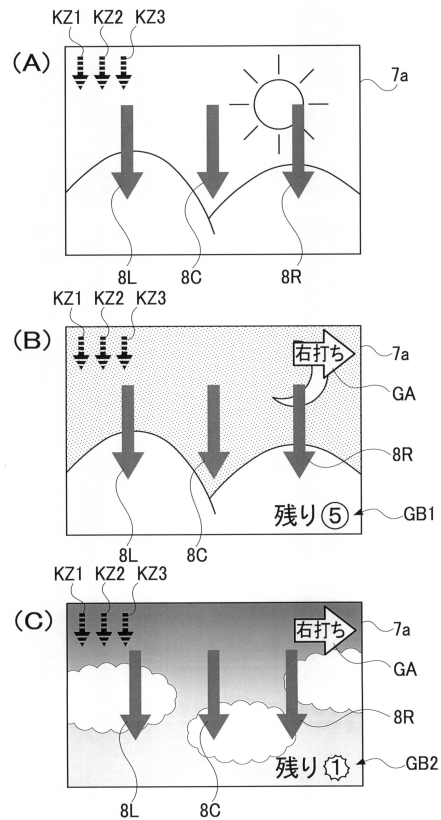 KZ1 KZ2 KZ3
(A)
7a
8L 8C 8R
KZ1 KZ2 KZ3
(B)
右打ち
7a
GA
8R
残り⑤
GB1
8L 8C
KZ1 KZ2 KZ3
(C)
右打ち
7a
GA
8R
残り①
GB2
8L 8C